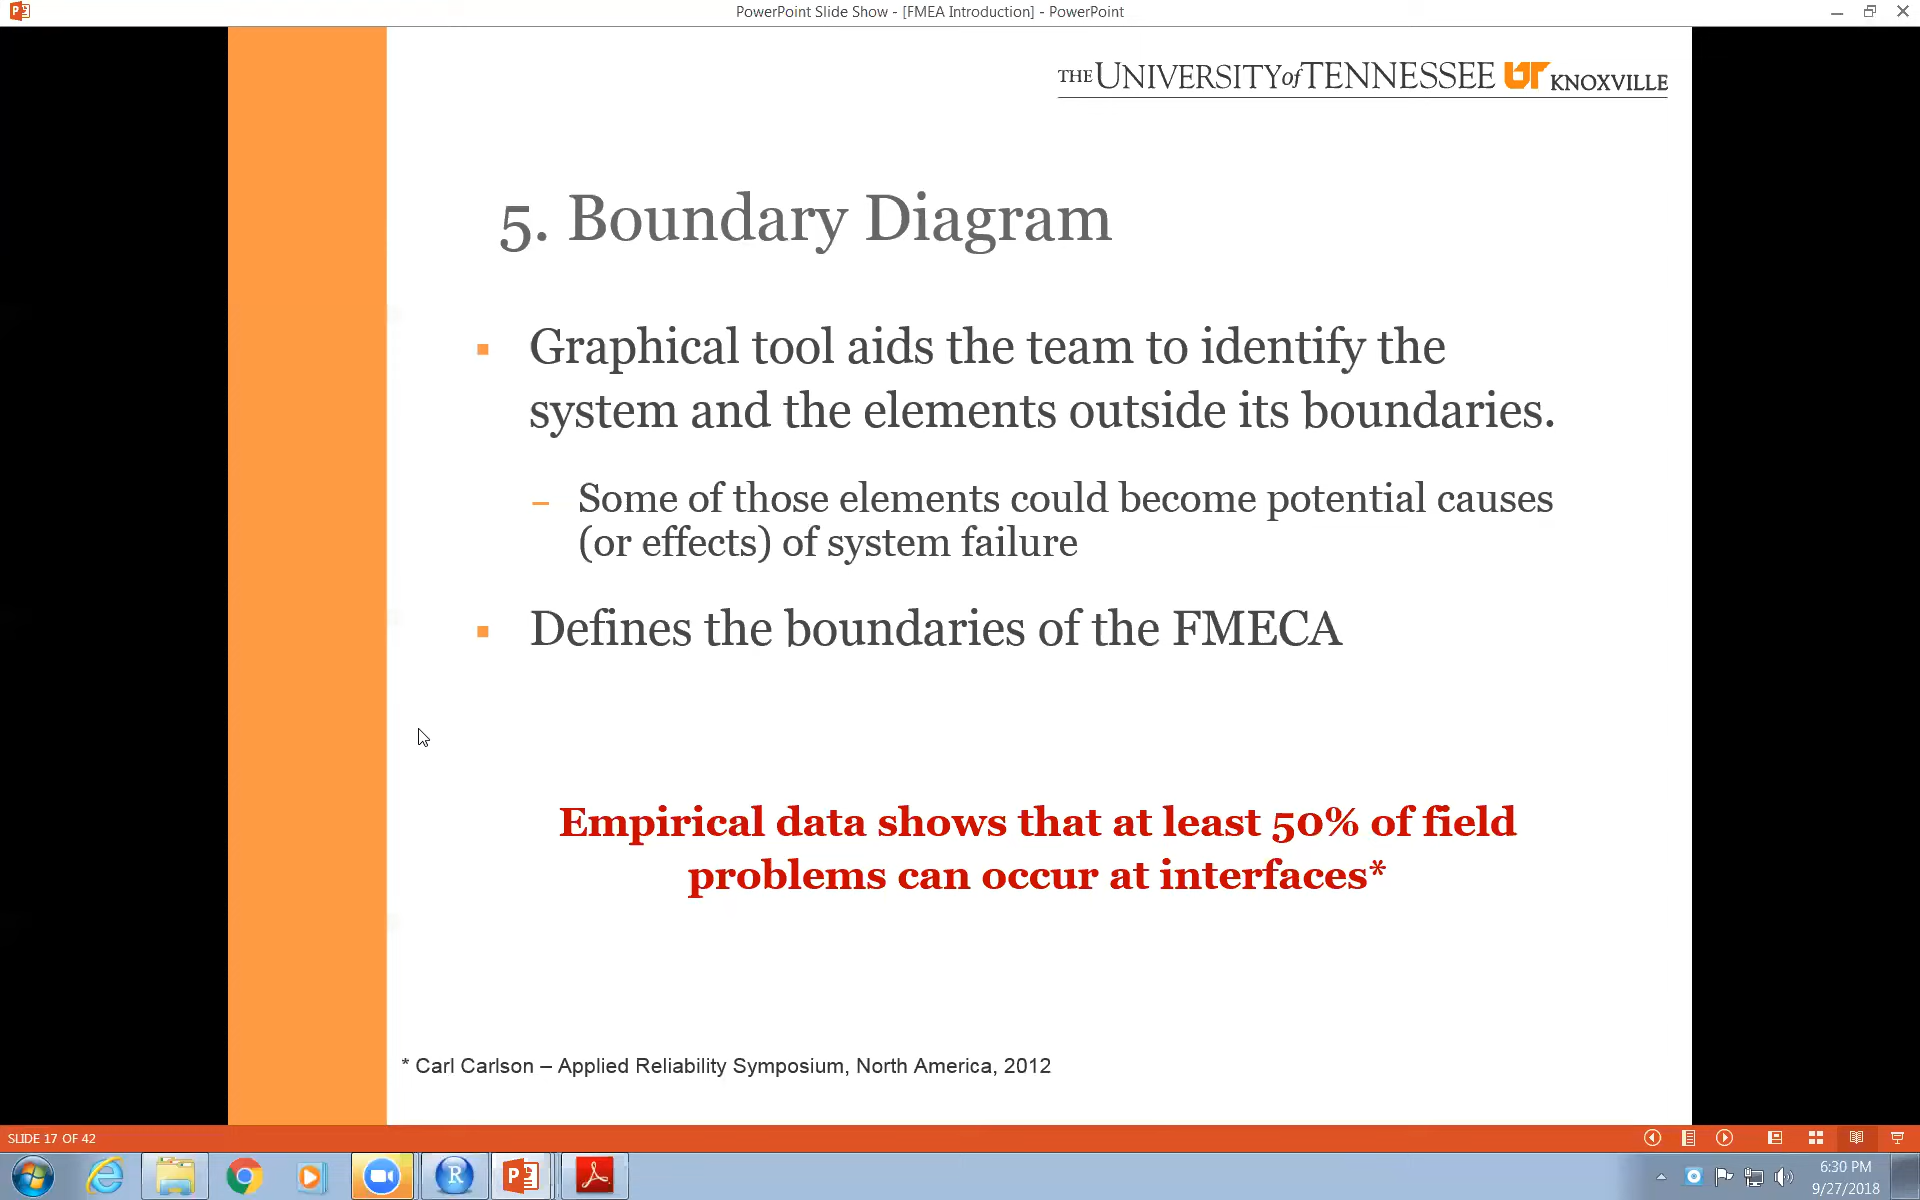 PowerPoint Slide Show - [FMEA Introduction] - PowerPoint
THE UNIVERSITY of TENNESSEE UT KNOXVILLE
5. Boundary Diagram
▪ Graphical tool aids the team to identify the
system and the elements outside its boundaries.
– Some of those elements could become potential causes
(or effects) of system failure
▪ Defines the boundaries of the FMECA
Empirical data shows that at least 50% of field
problems can occur at interfaces*
* Carl Carlson – Applied Reliability Symposium, North America, 2012
SLIDE 17 OF 42
6:30 PM
9/27/2018